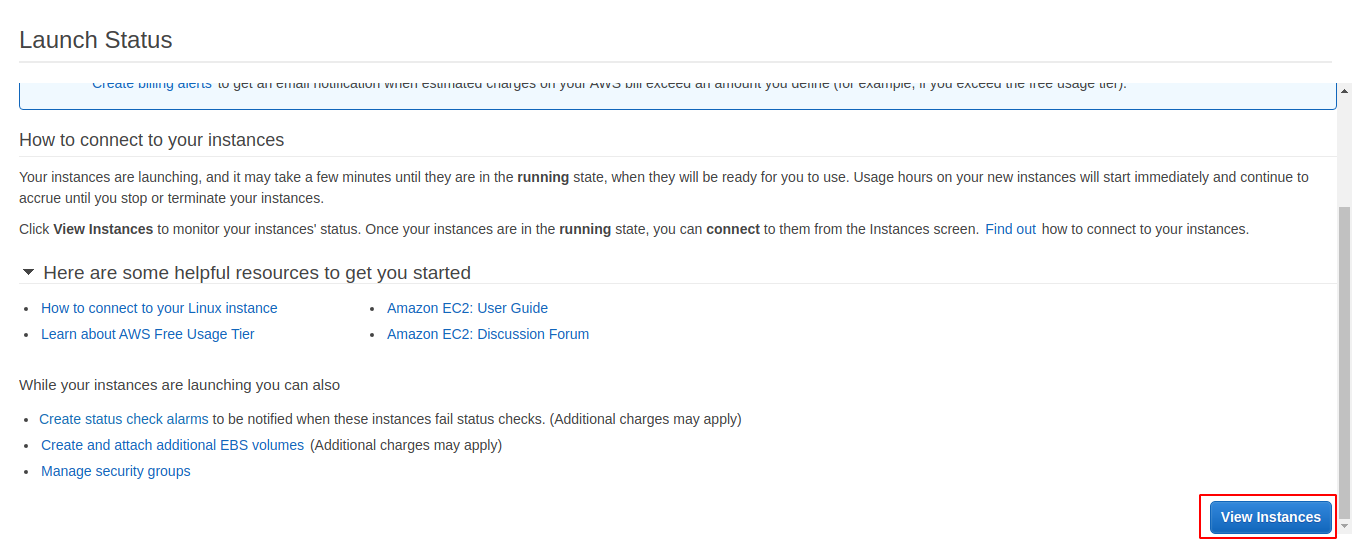 Launch Status
Create billing alerts to get an email notification when estimated charges on your AWS bill exceed an amount you define (for example, if you exceed the free usage tier).
How to connect to your instances
Your instances are launching, and it may take a few minutes until they are in the running state, when they will be ready for you to use. Usage hours on your new instances will start immediately and continue to
accrue until you stop or terminate your instances.
Click View Instances to monitor your instances' status. Once your instances are in the running state, you can connect to them from the Instances screen. Find out how to connect to your instances.
Here are some helpful resources to get you started
How to connect to your Linux instance
Amazon EC2: User Guide
Learn about AWS Free Usage Tier
Amazon EC2: Discussion Forum
While your instances are launching you can also
Create status check alarms to be notified when these instances fail status checks. (Additional charges may apply)
Create and attach additional EBS volumes (Additional charges may apply)
Manage security groups
View Instances